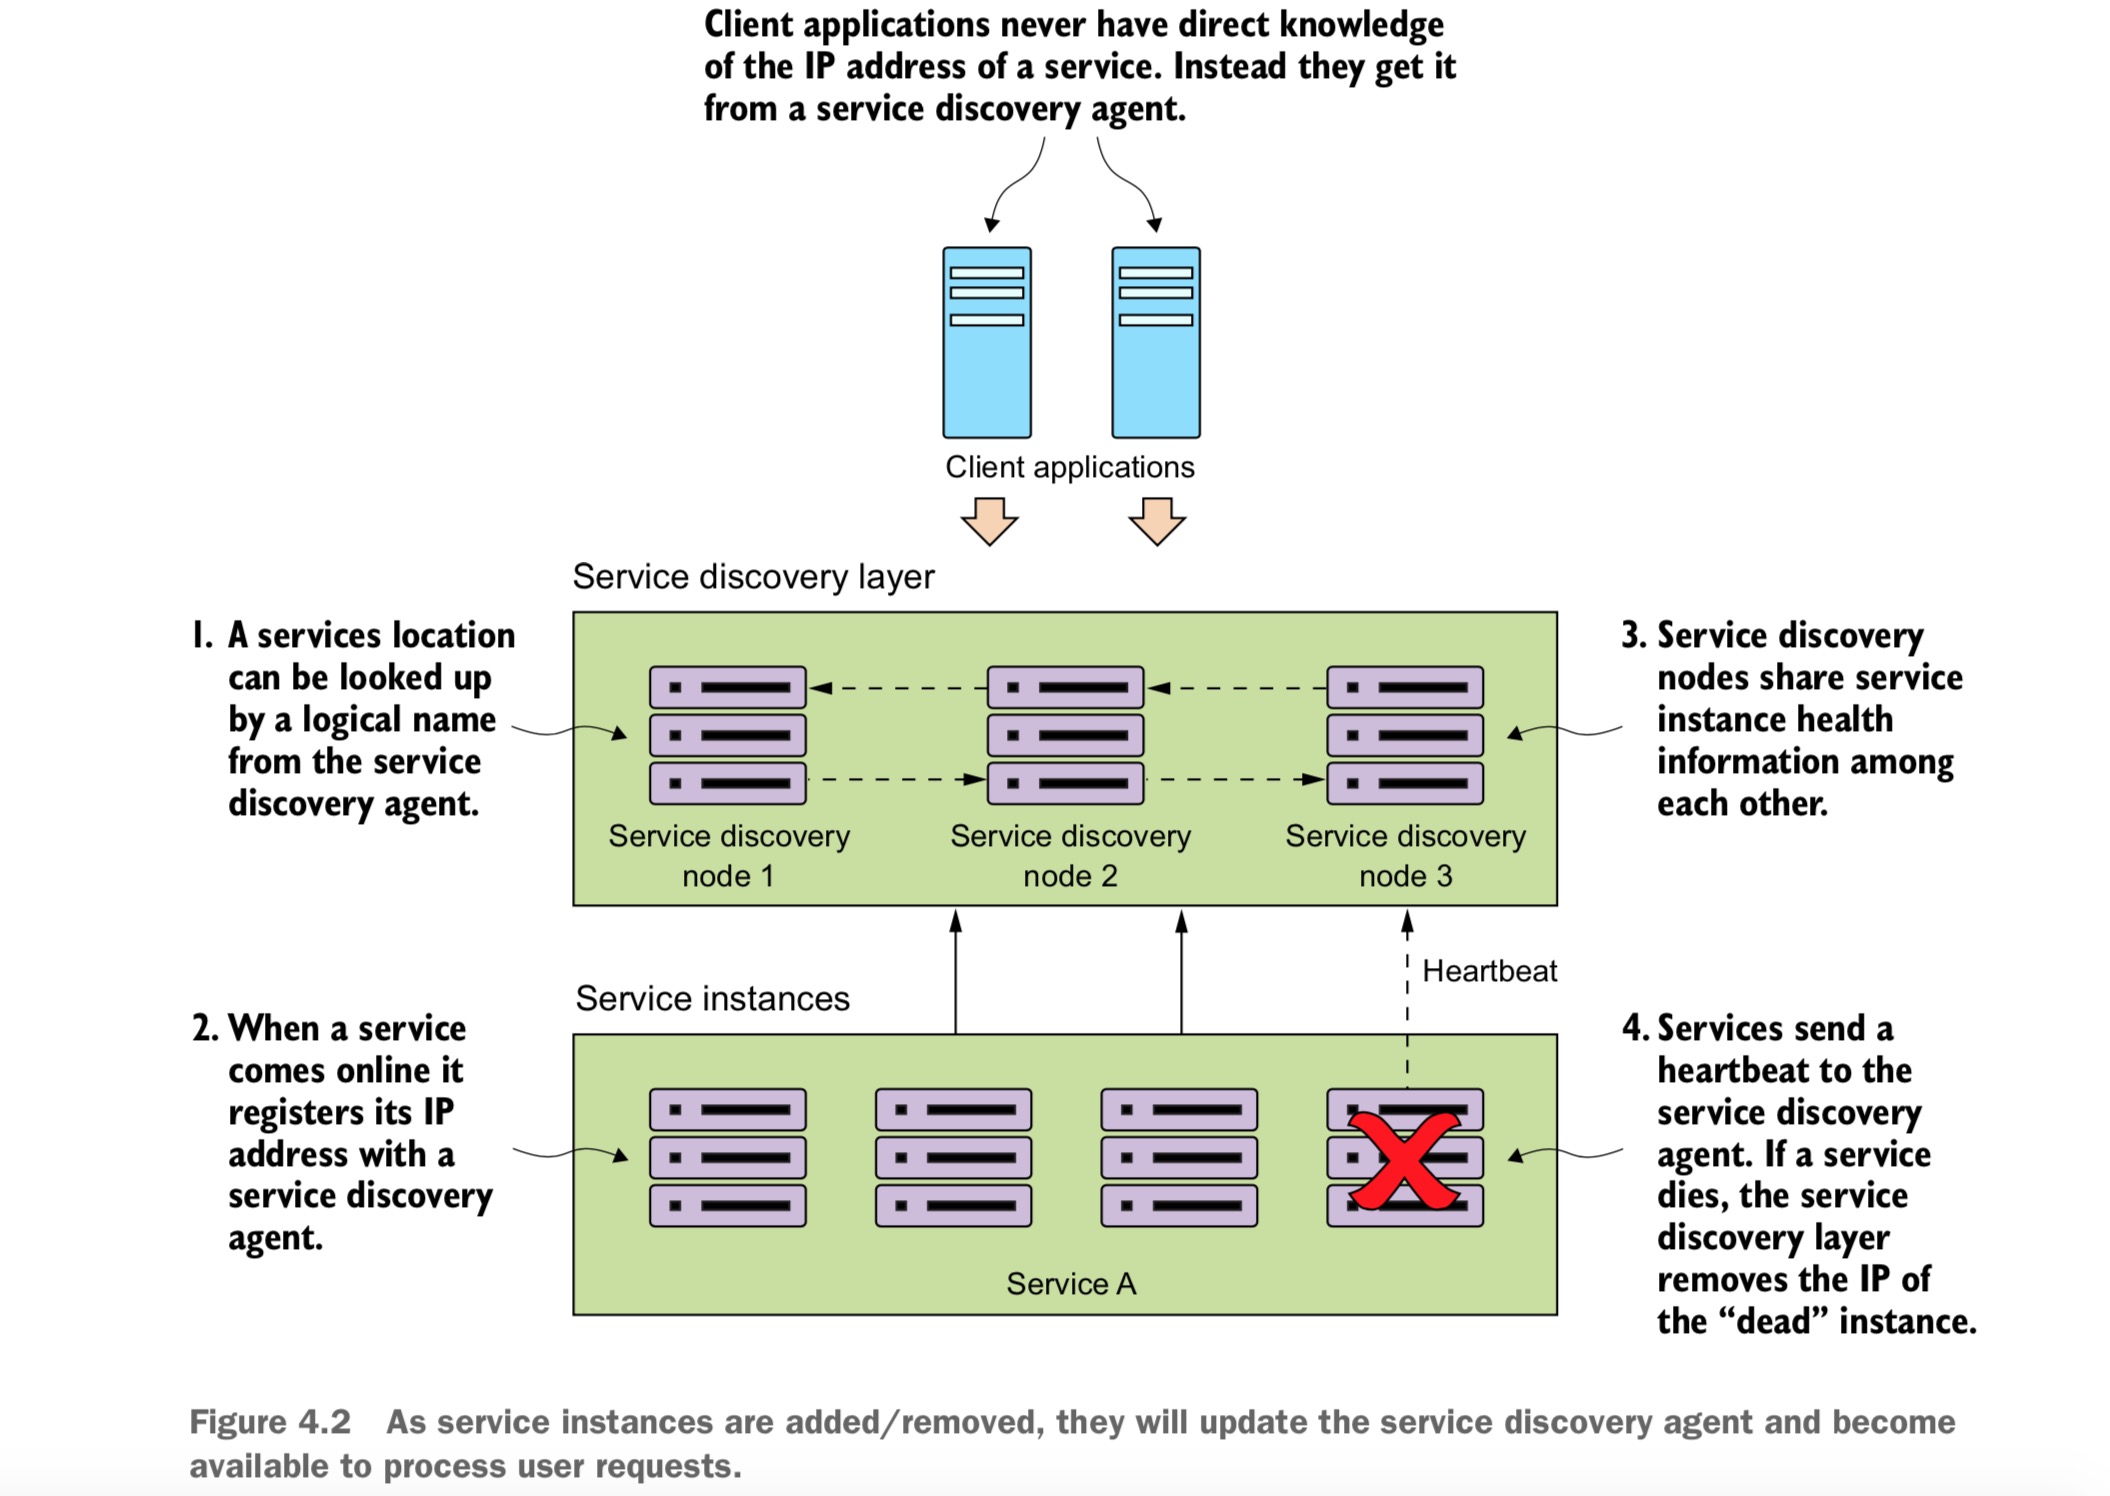 Client applications never have direct knowledge
of the IP address of a service. Instead they get it
from a service discovery agent.
Client applications
Service discovery layer
1. A services location
can be looked up
by a logical name
from the service
discovery agent.
Service discovery
node 1
Service discovery
node 2
Service discovery
node 3
3. Service discovery
nodes share service
instance health
information among
each other.
Heartbeat
Service instances
2. When a service
comes online it
registers its IP
address with a
service discovery
agent.
Service A
4. Services send a
heartbeat to the
service discovery
agent. If a service
dies, the service
discovery layer
removes the IP of
the “dead” instance.
Figure 4.2 As service instances are added/removed, they will update the service discovery agent and become
available to process user requests.